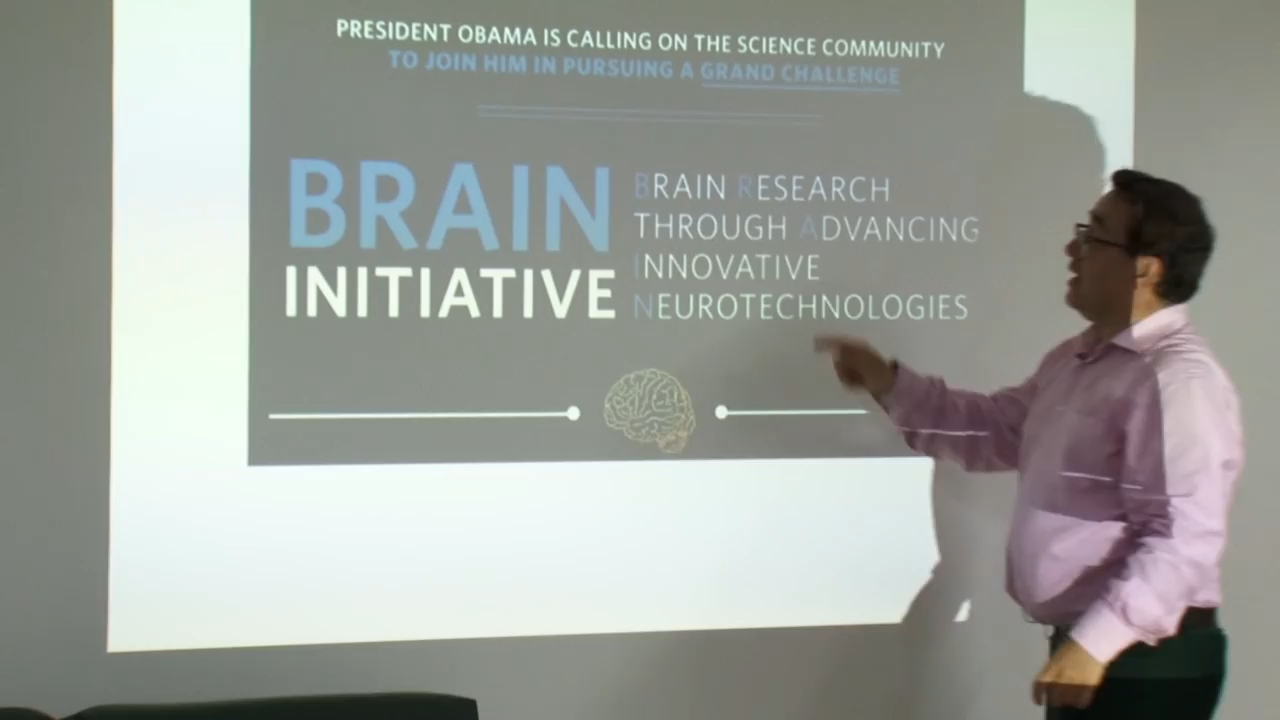 PRESIDENT OBAMA IS CALLING ON THE SCIENCE COMMUNITY
TO JOIN HIM IN PURSUING A GRAND CHALLENGE
BRAIN
INITIATIVE
BRAIN RESEARCH
THROUGH ADVANCING
INNOVATIVE
NEUROTECHNOLOGIES